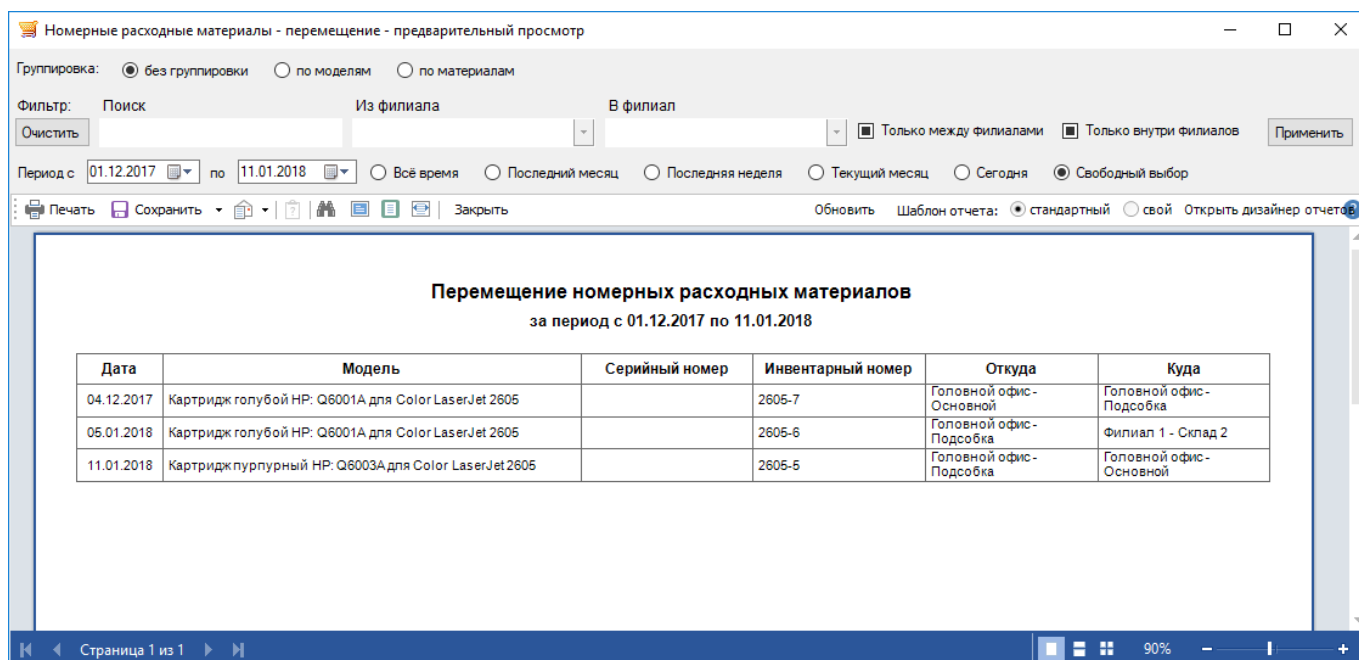 Номерные расходные материалы - перемещение - предварительный просмотр
Группировка: без группировки по моделям по материалам
Фильтр: Поиск Из филиала В филиал
Очистить Только между филиалами Только внутри филиалов Применить
Период с 01.12.2017 по 11.01.2018 Всё время Последний месяц Последняя неделя Текущий месяц Сегодня Свободный выбор
Печать Сохранить Закрыть Обновить Шаблон отчета: стандартный свой Открыть дизайнер отчетов
Перемещение номерных расходных материалов
за период с 01.12.2017 по 11.01.2018
Дата Модель Серийный номер Инвентарный номер Откуда Куда
04.12.2017 Картридж голубой HP: Q6001A для Color LaserJet 2605 2605-7 Головной офис - Основной Головной офис - Подсобка
05.01.2018 Картридж голубой HP: Q6001A для Color LaserJet 2605 2605-6 Головной офис - Подсобка Филиал 1 - Склад 2
11.01.2018 Картридж пурпурный HP: Q6003A для Color LaserJet 2605 2605-5 Головной офис - Подсобка Головной офис - Основной
Страница 1 из 1 90%